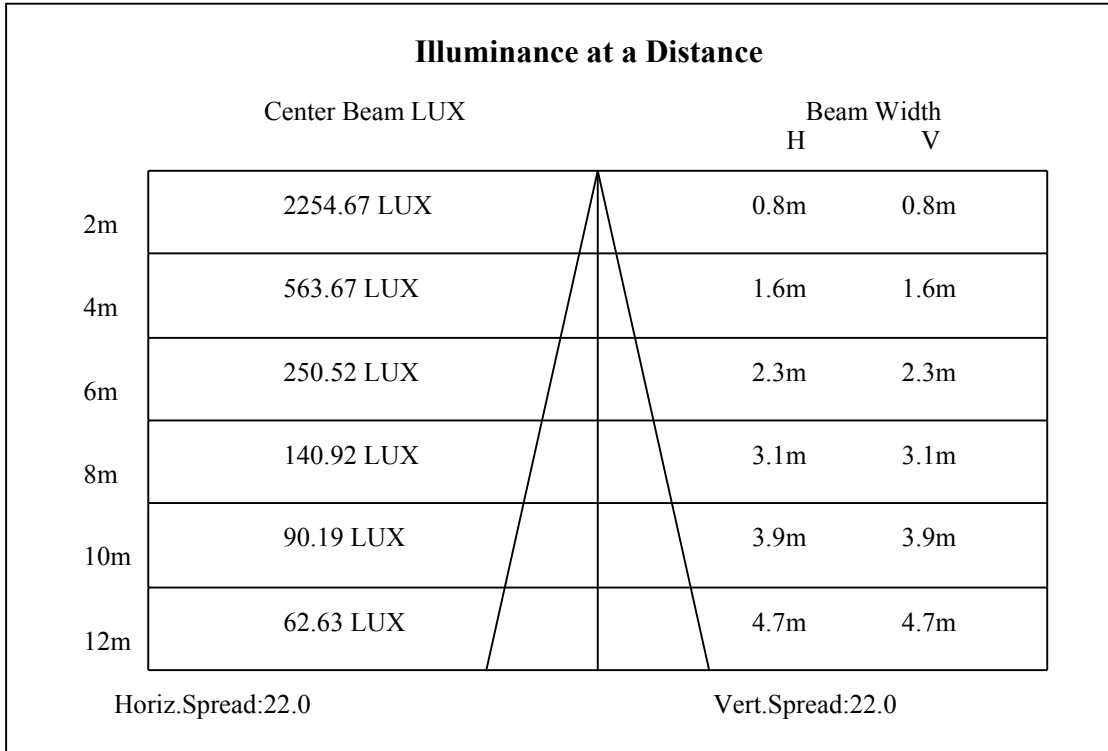 Illuminance at a Distance
Center Beam LUX Beam Width
H V
2m 2254.67 LUX 0.8m 0.8m
4m 563.67 LUX 1.6m 1.6m
6m 250.52 LUX 2.3m 2.3m
8m 140.92 LUX 3.1m 3.1m
10m 90.19 LUX 3.9m 3.9m
12m 62.63 LUX 4.7m 4.7m
Horiz.Spread:22.0 Vert.Spread:22.0